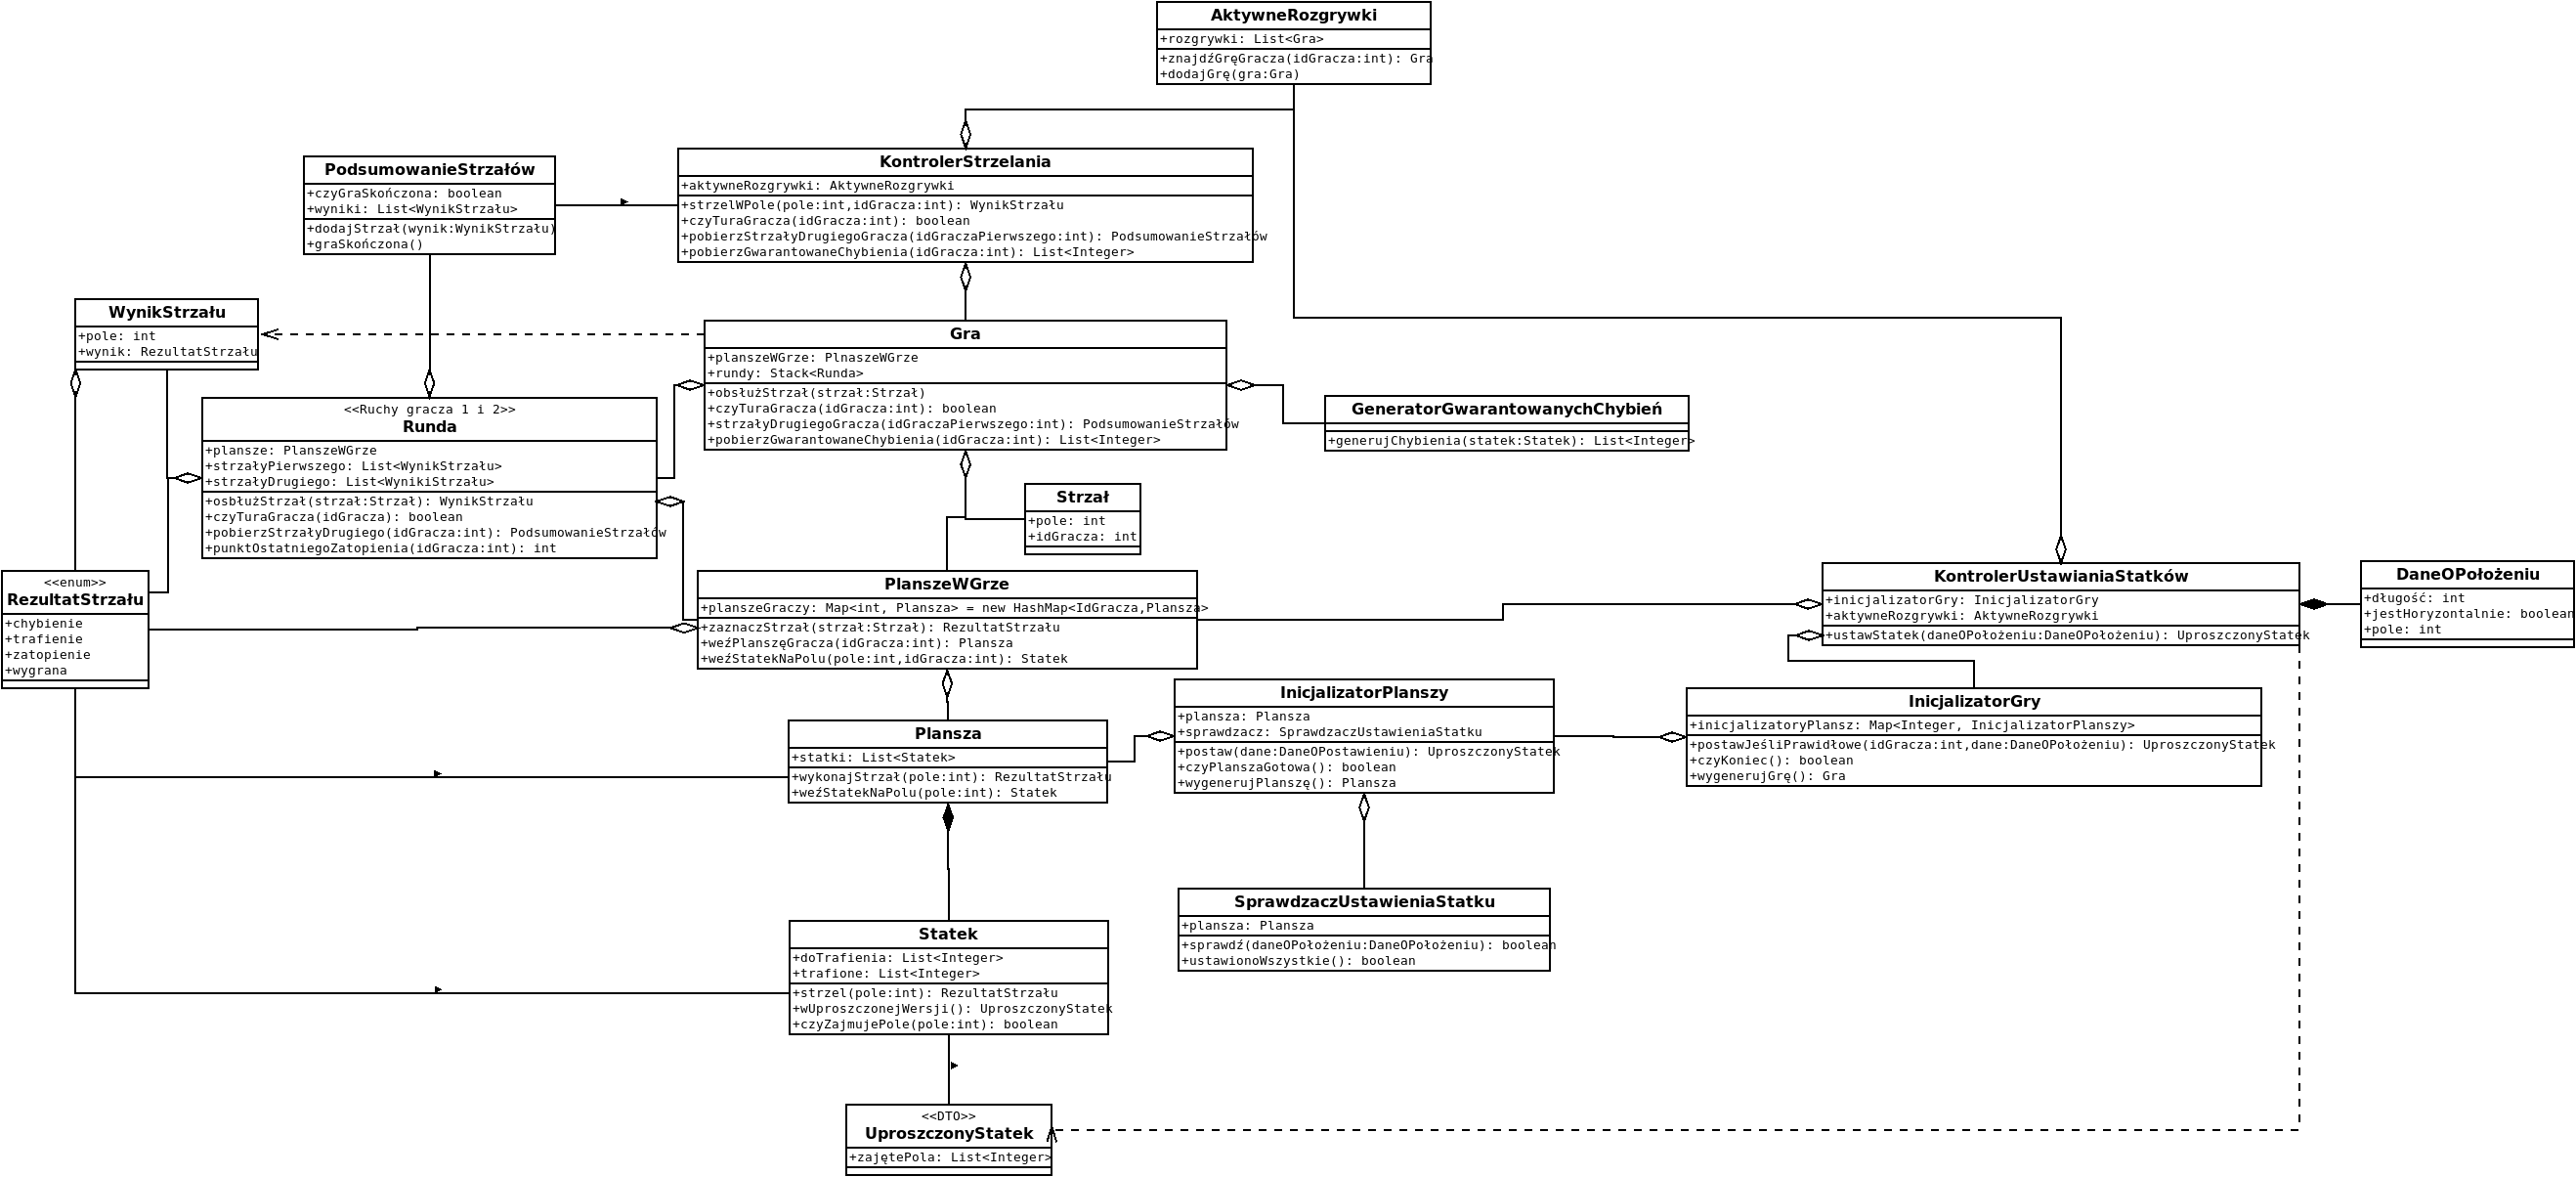 AktywneRozgrywki
+rozgrywki: List<Gra>
+znajdźGręGracza(idGracza:int): Gra
+dodajGrę(gra:Gra)
PodsumowanieStrzałów
+czyGraSkończona: boolean
+wyniki: List<WynikStrzału>
+dodajStrzał(wynik:WynikStrzału)
+graSkończona()
KontrolerStrzelania
+aktywneRozgrywki: AktywneRozgrywki
+strzelWPole(pole:int,idGracza:int): WynikStrzału
+czyTuraGracza(idGracza:int): boolean
+pobierzStrzałyDrugiegoGracza(idGraczaPierwszego:int): PodsumowanieStrzałów
+pobierzGwarantowaneChybienia(idGracza:int): List<Integer>
WynikStrzału
+pole: int
+wynik: RezultatStrzału
Gra
+planszeWGrze: PlnaszeWGrze
+rundy: Stack<Runda>
+obsłużStrzał(strzał:Strzał)
+czyTuraGracza(idGracza:int): boolean
+strzałyDrugiegoGracza(idGraczaPierwszego:int): PodsumowanieStrzałów
+pobierzGwarantowaneChybienia(idGracza:int): List<Integer>
GeneratorGwarantowanychChybień
+generujChybienia(statek:Statek): List<Integer>
<<Ruchy gracza 1 i 2>>
Runda
+plansze: PlanszeWGrze
+strzałyPierwszego: List<WynikStrzału>
+strzałyDrugiego: List<WynikiStrzału>
+osbłużStrzał(strzał:Strzał): WynikStrzału
+czyTuraGracza(idGracza): boolean
+pobierzStrzałyDrugiego(idGracza:int): PodsumowanieStrzałów
+punktOstatniegoZatopienia(idGracza:int): int
Strzał
+pole: int
+idGracza: int
<<enum>>
RezultatStrzału
+chybienie
+trafienie
+zatopienie
+wygrana
PlanszeWGrze
+planszeGraczy: Map<int, Plansza> = new HashMap<IdGracza,Plansza>
+zaznaczStrzał(strzał:Strzał): RezultatStrzału
+weźPlanszęGracza(idGracza:int): Plansza
+weźStatekNaPolu(pole:int,idGracza:int): Statek
KontrolerUstawianiaStatków
+inicjalizatorGry: InicjalizatorGry
+aktywneRozgrywki: AktywneRozgrywki
+ustawStatek(daneOPołożeniu:DaneOPołożeniu): UproszczonyStatek
DaneOPołożeniu
+długość: int
+jestHoryzontalnie: boolean
+pole: int
InicjalizatorPlanszy
+plansza: Plansza
+sprawdzacz: SprawdzaczUstawieniaStatku
+postaw(dane:DaneOPostawieniu): UproszczonyStatek
+czyPlanszaGotowa(): boolean
+wygenerujPlanszę(): Plansza
InicjalizatorGry
+inicjalizatoryPlansz: Map<Integer, InicjalizatorPlanszy>
+postawJeśliPrawidłowe(idGracza:int,dane:DaneOPołożeniu): UproszczonyStatek
+czyKoniec(): boolean
+wygenerujGrę(): Gra
Plansza
+statki: List<Statek>
+wykonajStrzał(pole:int): RezultatStrzału
+weźStatekNaPolu(pole:int): Statek
SprawdzaczUstawieniaStatku
+plansza: Plansza
+sprawdź(daneOPołożeniu:DaneOPołożeniu): boolean
+ustawionoWszystkie(): boolean
Statek
+doTrafienia: List<Integer>
+trafione: List<Integer>
+strzel(pole:int): RezultatStrzału
+wUproszczonejWersji(): UproszczonyStatek
+czyZajmujePole(pole:int): boolean
<<DTO>>
UproszczonyStatek
+zajętePola: List<Integer>